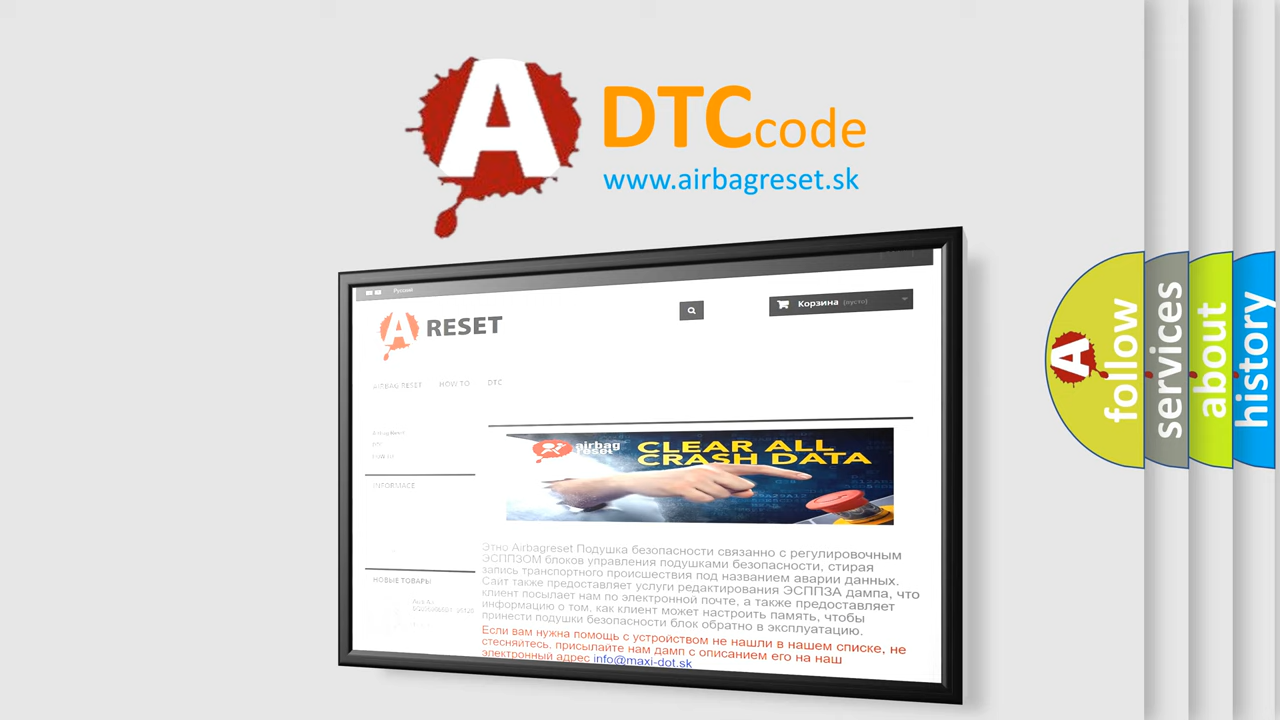 A DTCcode
www.airbagreset.sk
Русский
Корзина (пусто)
A RESET
AIRBAG RESET HOW TO DTC
Airbag Reset
DTC
INFORMACE
airbag
reset
CLEAR ALL
CRASH DATA
Этно Airbagreset Подушка безопасности связанно с регулировочным
ЭСППЗОМ блоков управления подушками безопасности, стирая
запись транспортного происшествия под названием аварии данных.
Сайт также предоставляет услуги редактирования ЭСППЗА дампа, что
клиент посылает нам по электронной почте, а также предоставляет
информацию о том, как клиент может настроить память, чтобы
принести подушки безопасности блок обратно в эксплуатацию.
Если вам нужна помощь с устройством не нашли в нашем списке, не
стесняйтесь, присылайте нам дамп с описанием его на наш
электронный адрес info@maxi-dot.sk
НОВЫЕ ТОВАРЫ
A follow
services
about
history